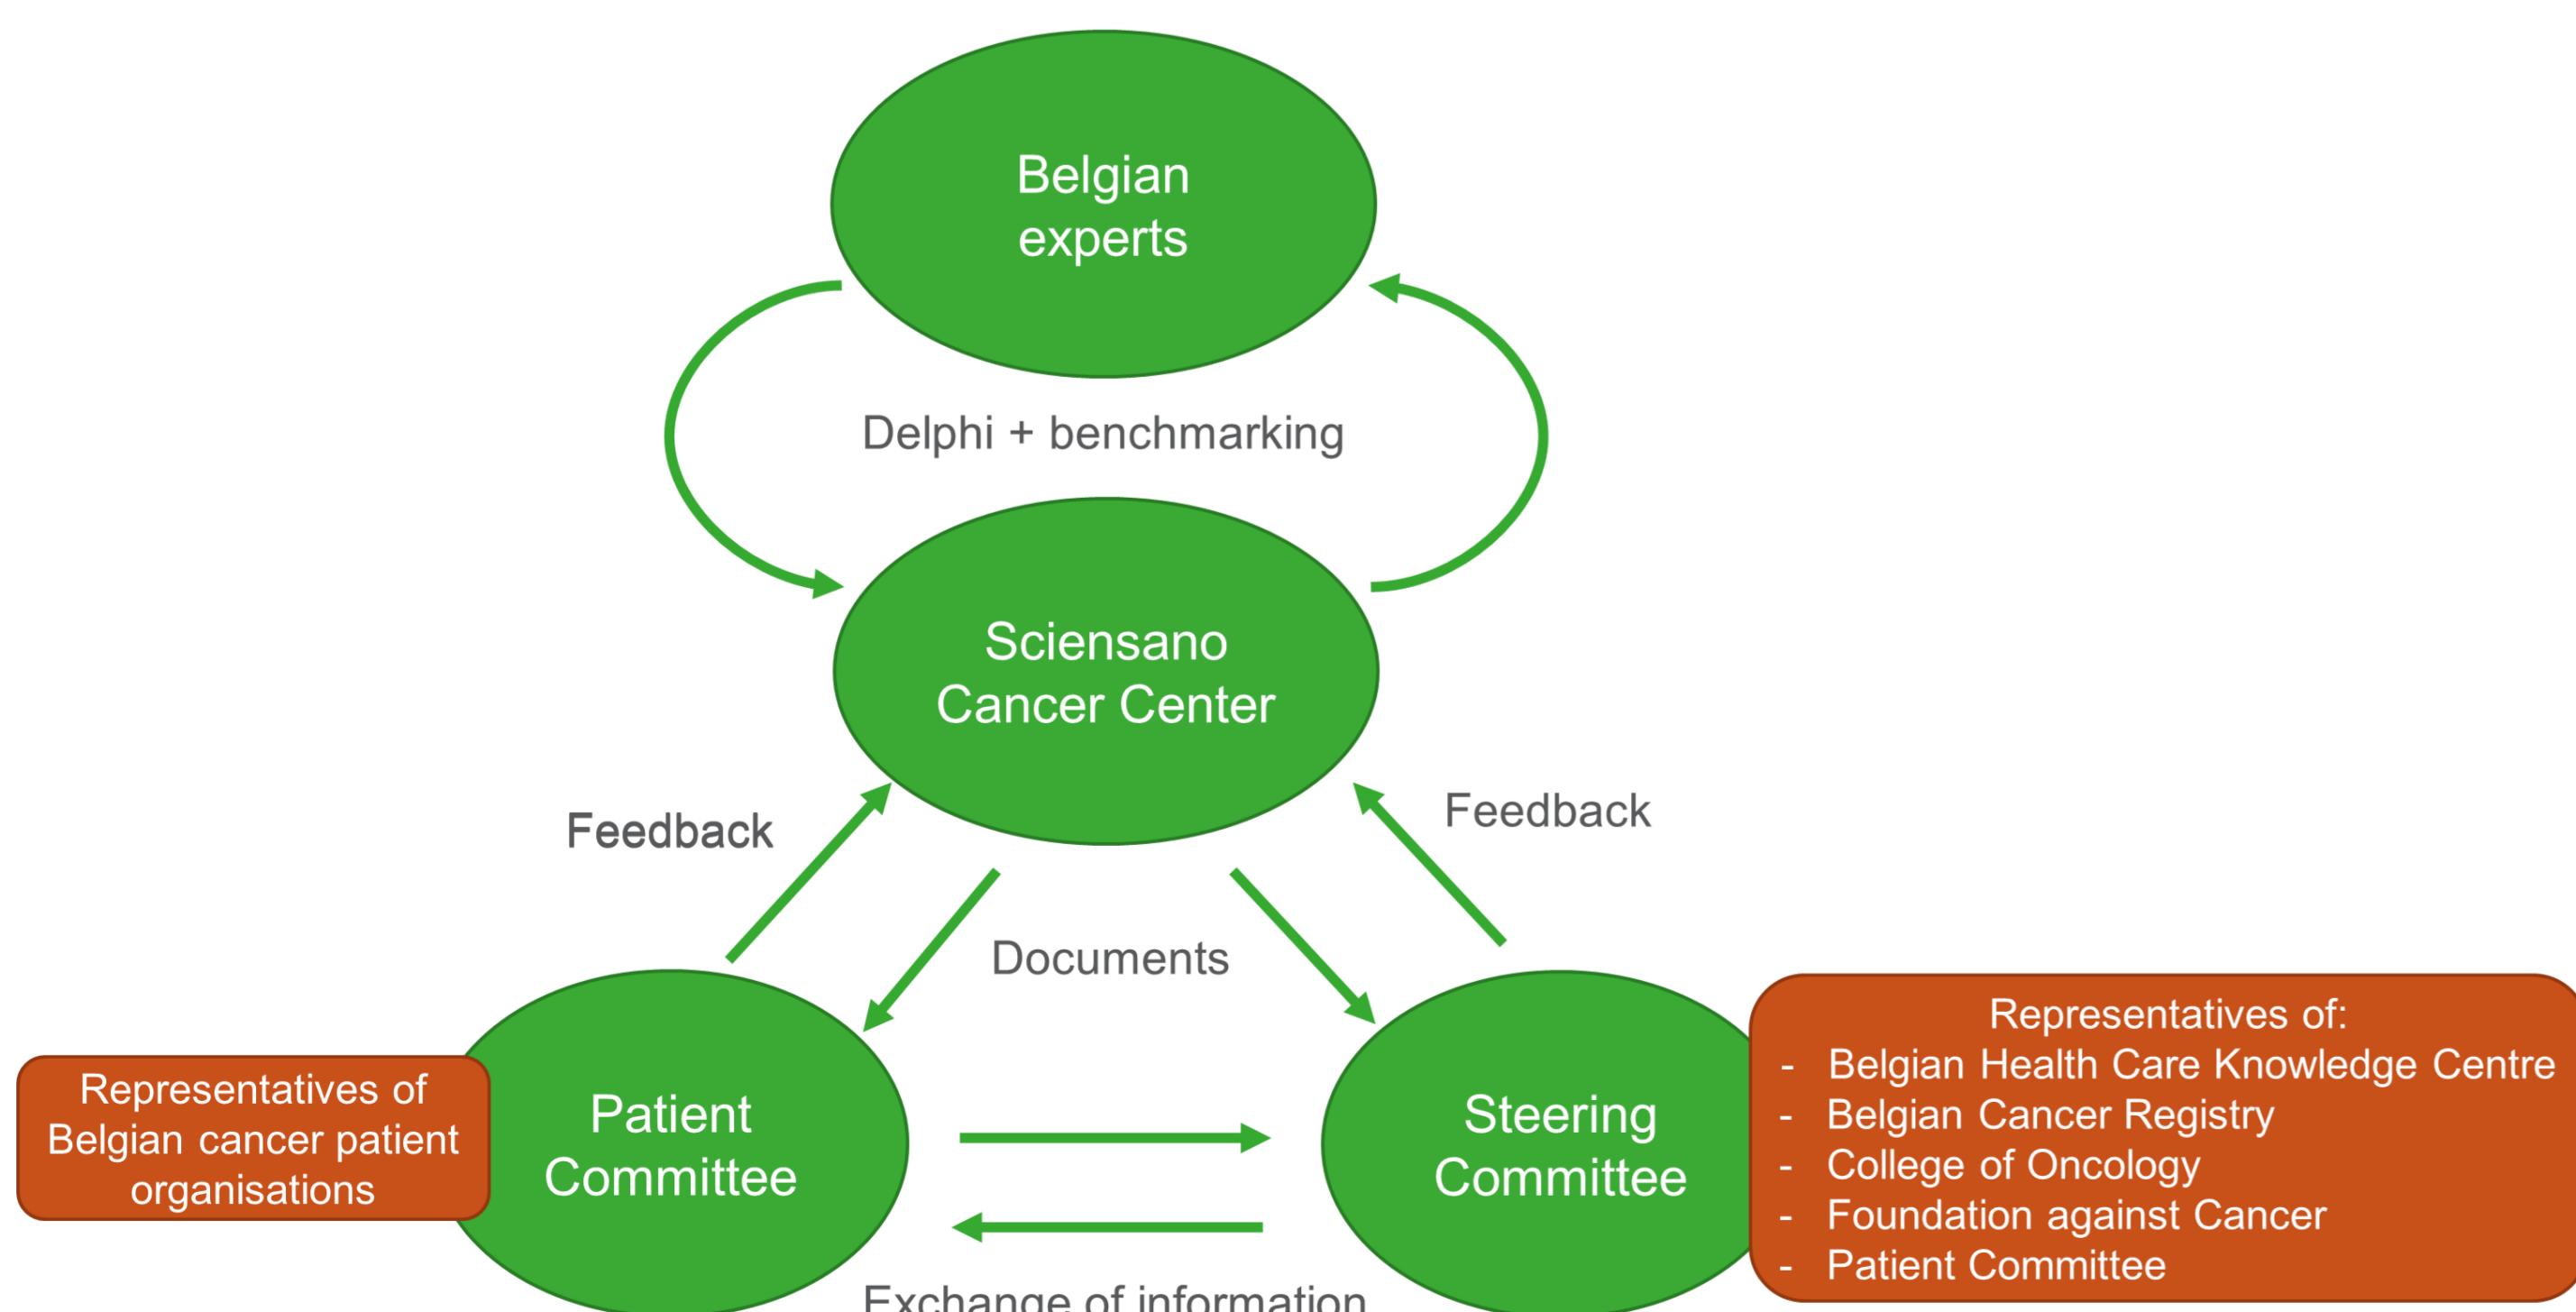 Belgian
experts
Delphi + benchmarking
Sciensano
Cancer Center
Feedback
Feedback
Documents
Representatives of
Belgian cancer patient
organisations
Patient
Committee
Steering
Committee
Representatives of:
- Belgian Health Care Knowledge Centre
- Belgian Cancer Registry
- College of Oncology
- Foundation against Cancer
- Patient Committee
Exchange of information